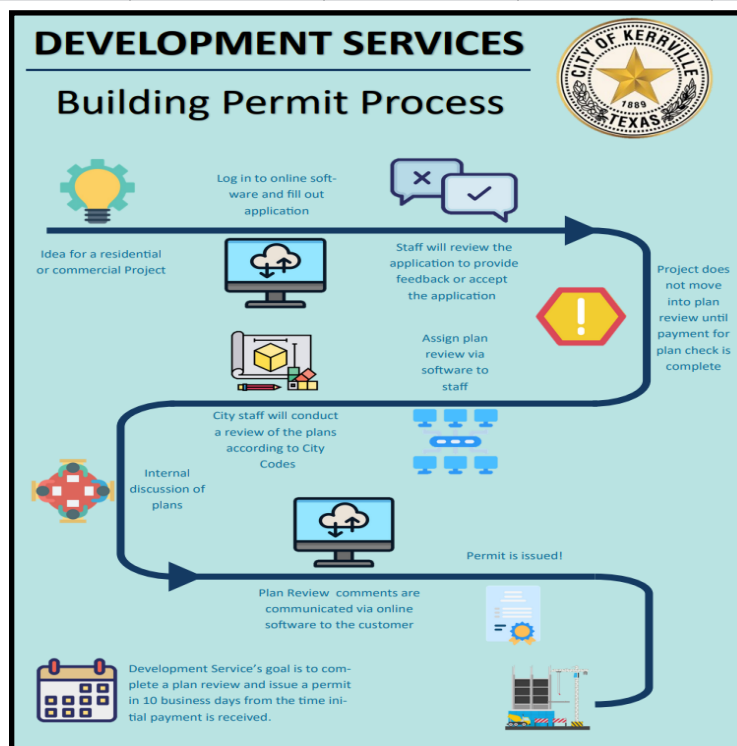 DEVELOPMENT SERVICES
Building Permit Process
CITY OF KERRVILLE
1889
TEXAS
Idea for a residential
or commercial Project
Log in to online soft-
ware and fill out
application
Staff will review the
application to provide
feedback or accept
the application
Project does
not move
into plan
review until
payment for
plan check is
complete
Assign plan
review via
software to
staff
City staff will conduct
a review of the plans
according to City
Codes
Internal
discussion of
plans
Plan Review comments are
communicated via online
software to the customer
Permit is issued!
Development Service's goal is to com-
plete a plan review and issue a permit
in 10 business days from the time ini-
tial payment is received.